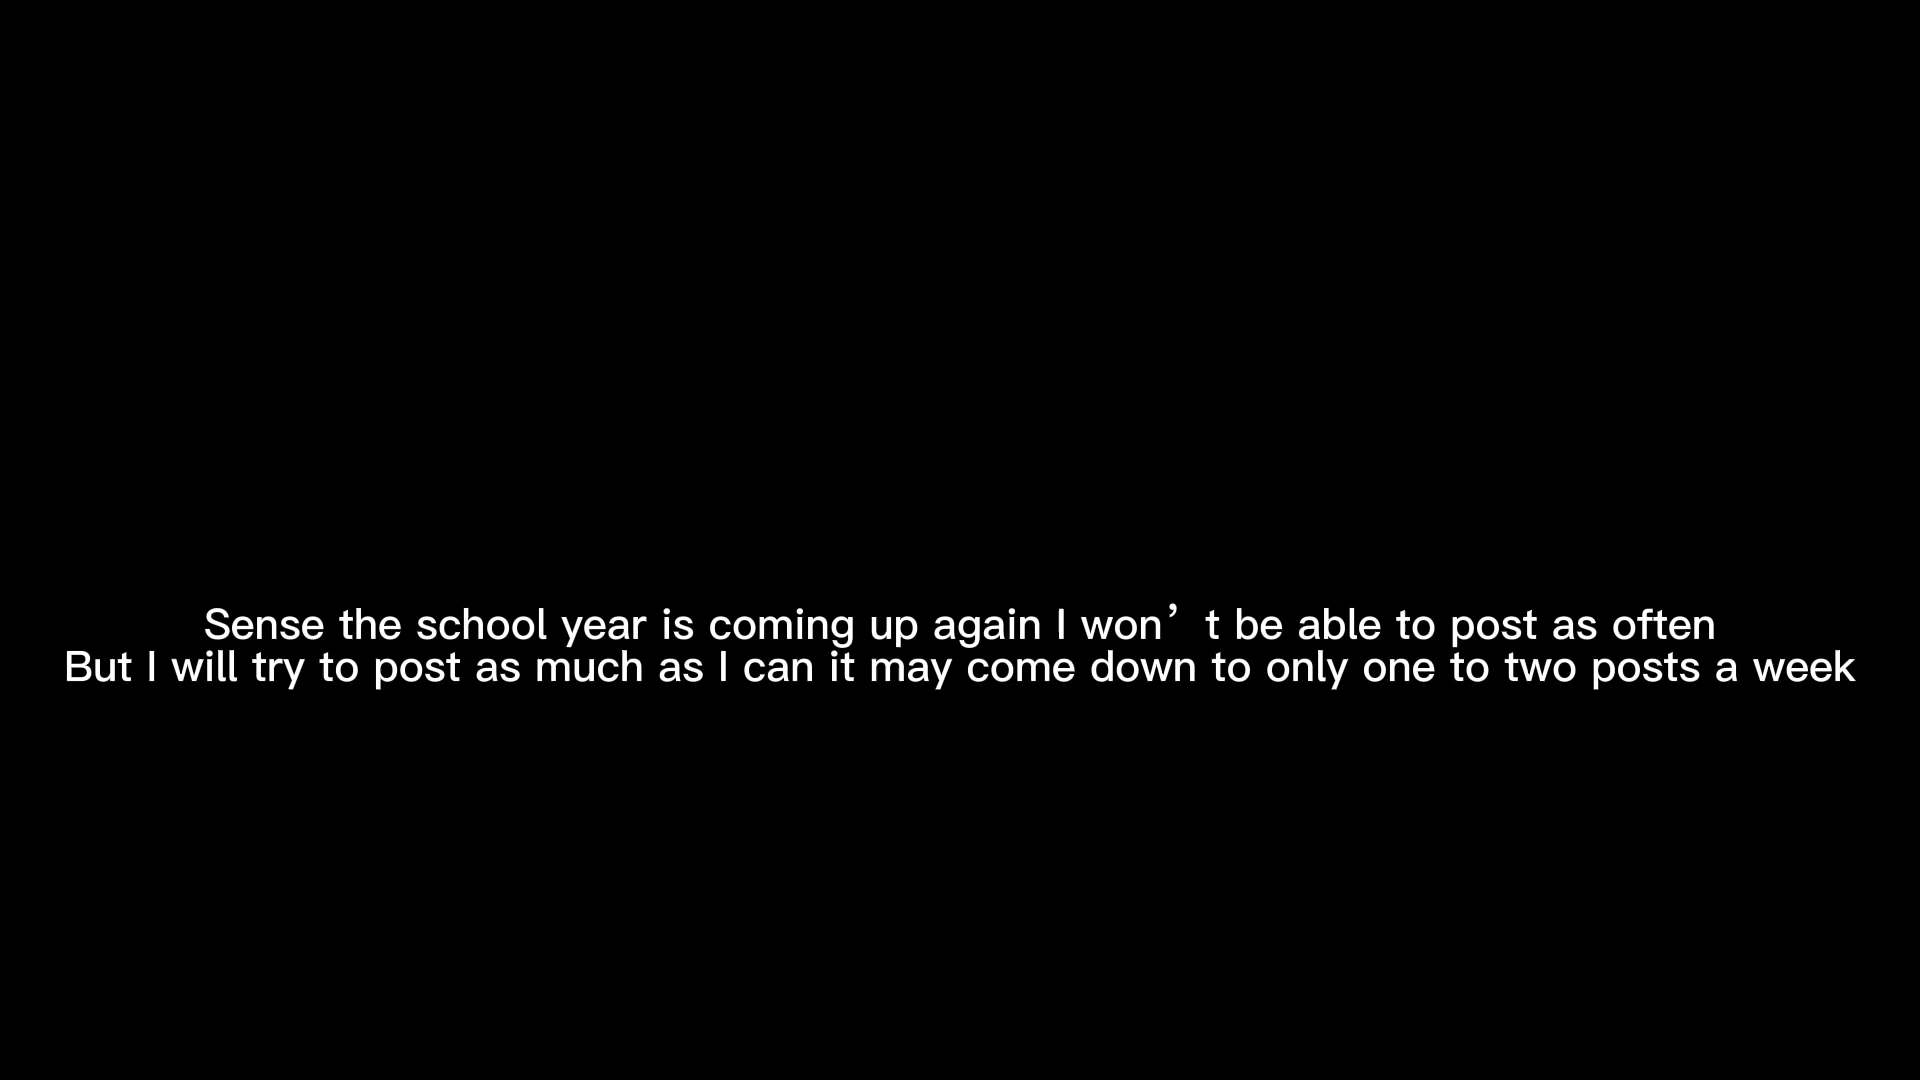 Sense the school year is coming up again I won’t be able to post as often
But I will try to post as much as I can it may come down to only one to two posts a week